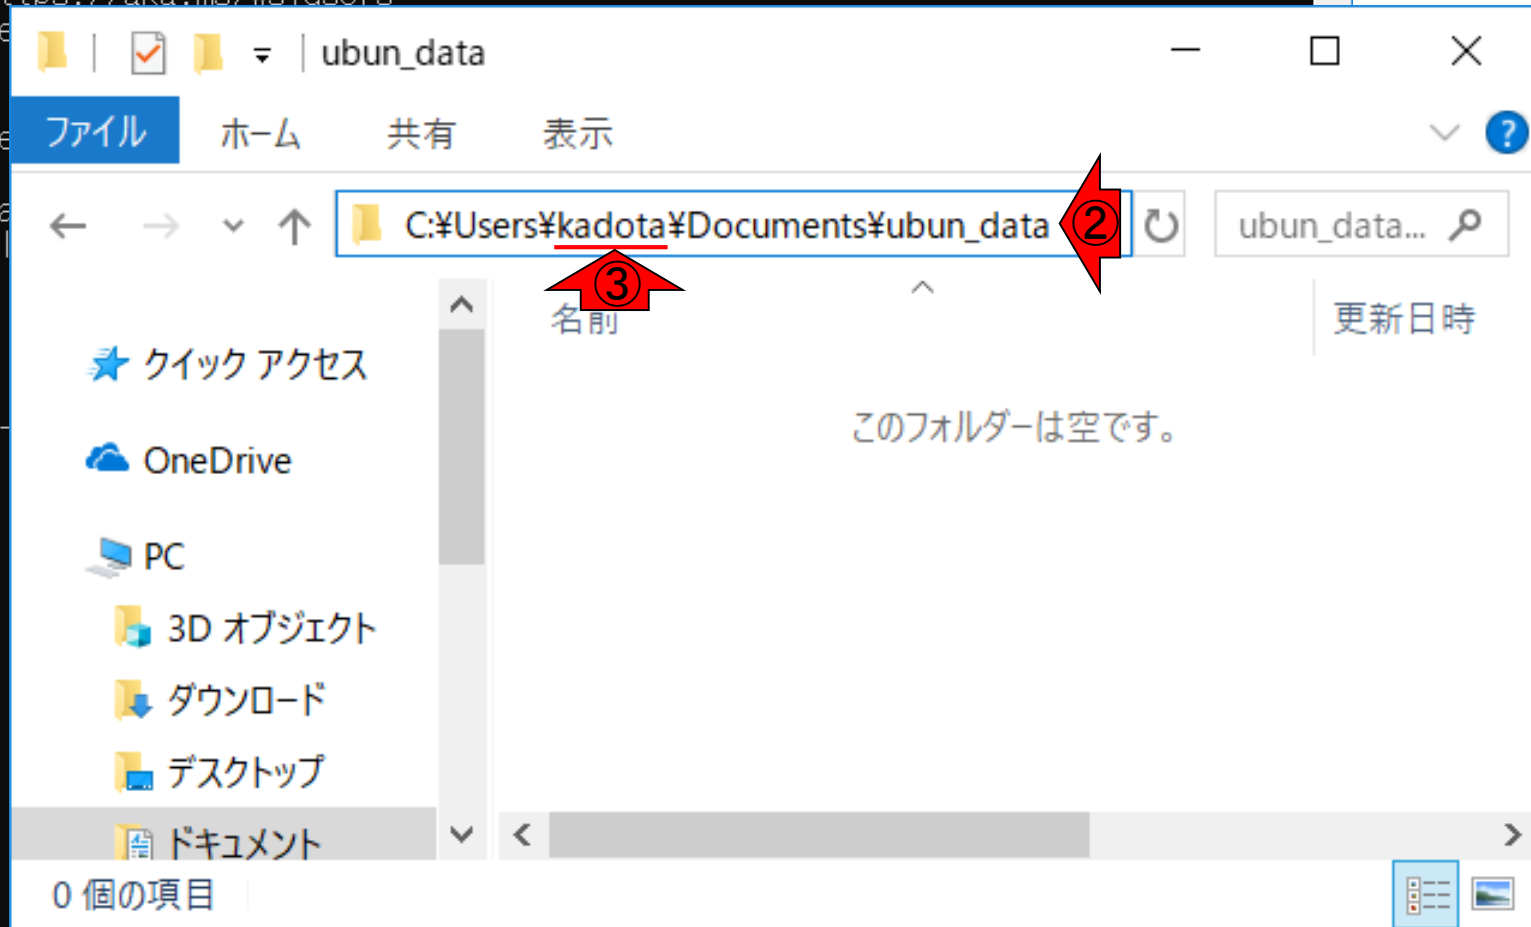 ubun_data
ファイル ホーム 共有 表示 ?
C:¥Users¥kadota¥Documents¥ubun_data ② ubun_data...
③
名前 更新日時
クイック アクセス
このフォルダーは空です。
OneDrive
PC
3D オブジェクト
ダウンロード
デスクトップ
ドキュメント
0 個の項目